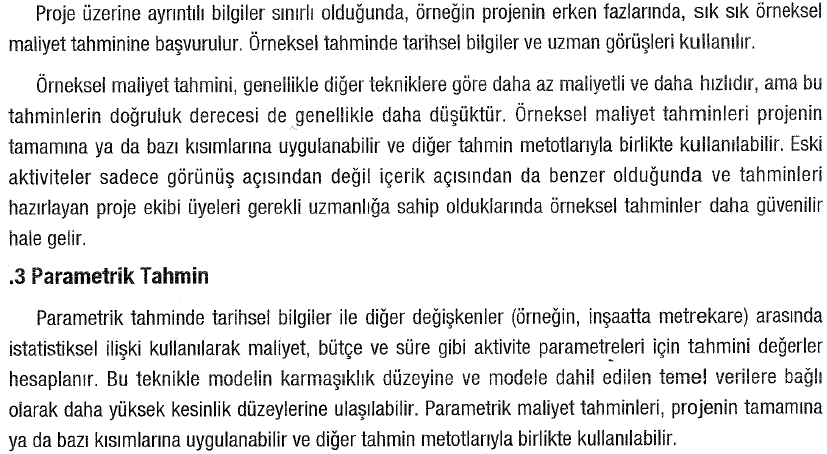 Proje üzerine ayrıntılı bilgiler sınırlı olduğunda, örneğin projenin erken fazlarında, sık sık örneksel
maliyet tahminine başvurulur. Örneksel tahminde tarihsel bilgiler ve uzman görüşleri kullanılır.
Örneksel maliyet tahmini, genellikle diğer tekniklere göre daha az maliyetli ve daha hızlıdır, ama bu
tahminlerin doğruluk derecesi de genellikle daha düşüktür. Örneksel maliyet tahminleri projenin
tamamına ya da bazı kısımlarına uygulanabilir ve diğer tahmin metotlarıyla birlikte kullanılabilir. Eski
aktiviteler sadece görünüş açısından değil içerik açısından da benzer olduğunda ve tahminleri
hazırlayan proje ekibi üyeleri gerekli uzmanlığa sahip olduklarında örneksel tahminler daha güvenilir
hale gelir.
.3 Parametrik Tahmin
Parametrik tahminde tarihsel bilgiler ile diğer değişkenler (örneğin, inşaatta metrekare) arasında
istatistiksel ilişki kullanılarak maliyet, bütçe ve süre gibi aktivite parametreleri için tahmini değerler
hesaplanır. Bu teknikle modelin karmaşıklık düzeyine ve modele dahil edilen temel verilere bağlı
olarak daha yüksek kesinlik düzeylerine ulaşılabilir. Parametrik maliyet tahminleri, projenin tamamına
ya da bazı kısımlarına uygulanabilir ve diğer tahmin metotlarıyla birlikte kullanılabilir.